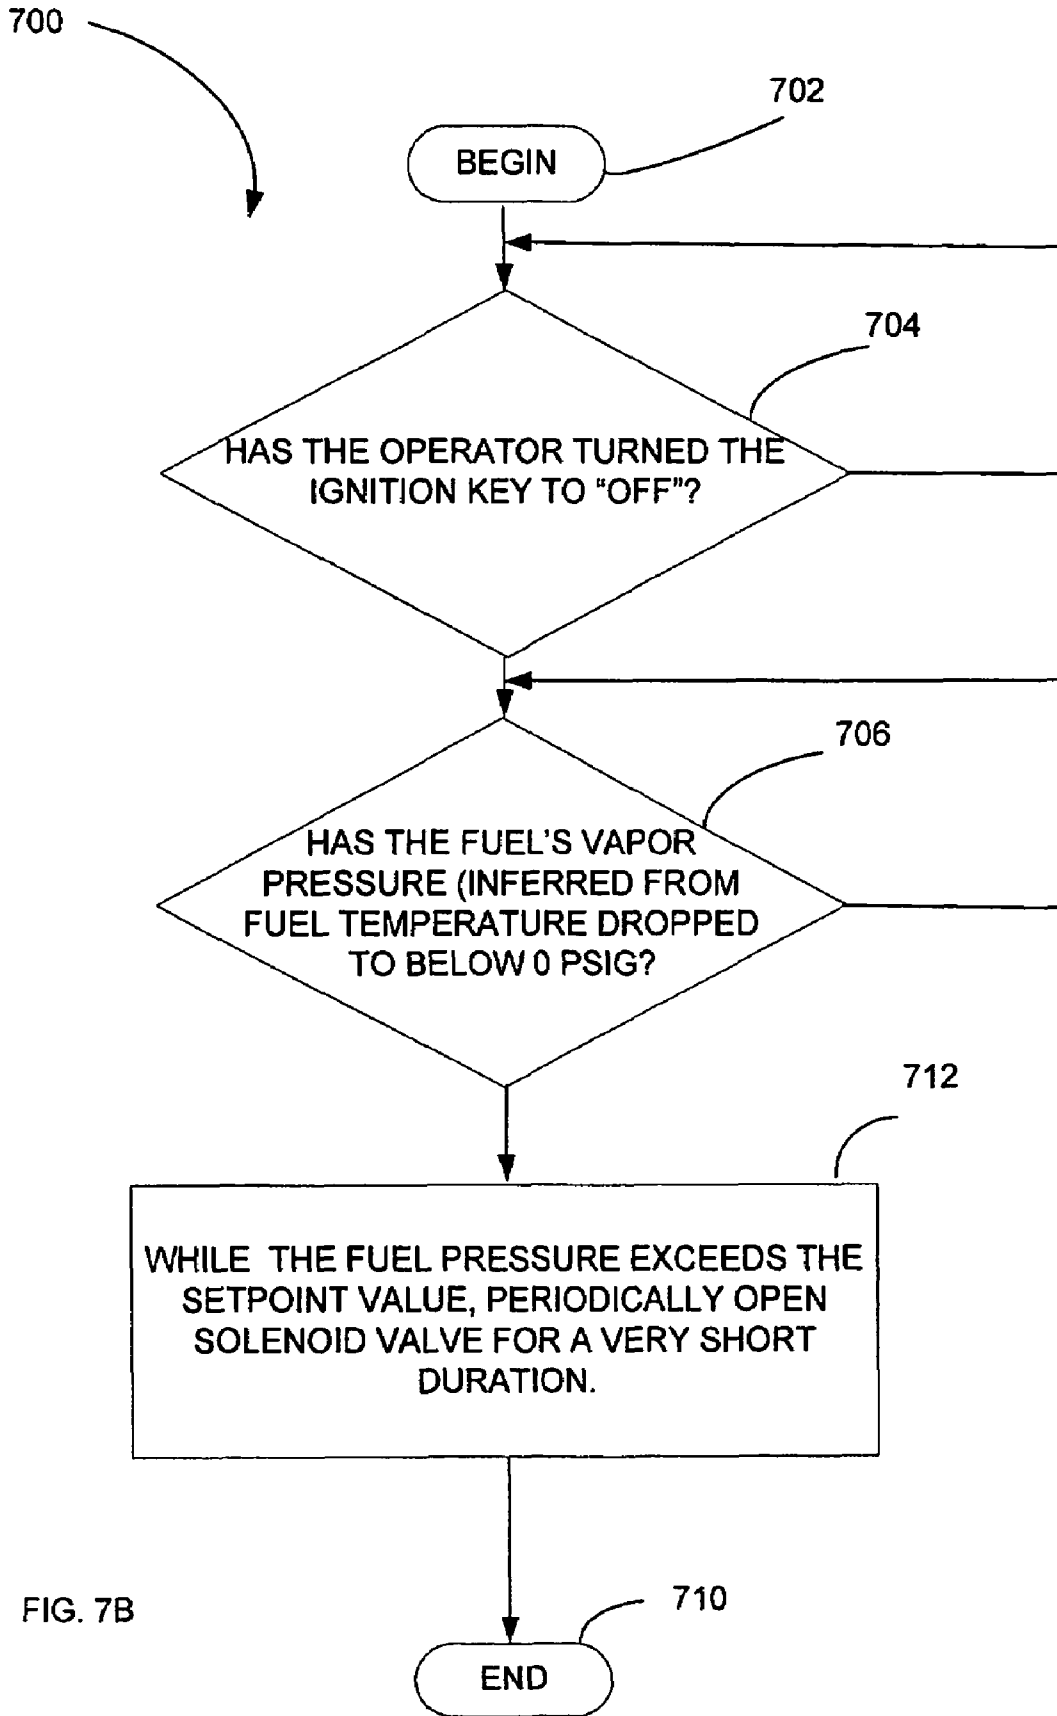 700
702
BEGIN
704
HAS THE OPERATOR TURNED THE
IGNITION KEY TO “OFF”?
706
HAS THE FUEL'S VAPOR
PRESSURE (INFERRED FROM
FUEL TEMPERATURE DROPPED
TO BELOW 0 PSIG?
712
WHILE THE FUEL PRESSURE EXCEEDS THE
SETPOINT VALUE, PERIODICALLY OPEN
SOLENOID VALVE FOR A VERY SHORT
DURATION.
710
FIG. 7B
END